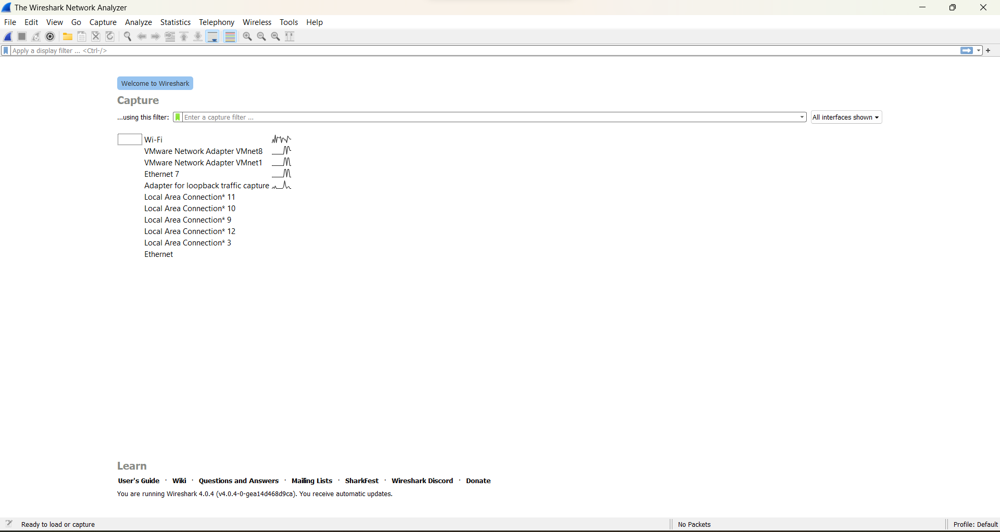 The Wireshark Network Analyzer
File Edit View Go Capture Analyze Statistics Telephony Wireless Tools Help
Apply a display filter ... <Ctrl-/>
Welcome to Wireshark
Capture
...using this filter: Enter a capture filter ... All interfaces shown
Wi-Fi
VMware Network Adapter VMnet8
VMware Network Adapter VMnet1
Ethernet 7
Adapter for loopback traffic capture
Local Area Connection* 11
Local Area Connection* 10
Local Area Connection* 9
Local Area Connection* 12
Local Area Connection* 3
Ethernet
Learn
User's Guide · Wiki · Questions and Answers · Mailing Lists · SharkFest · Wireshark Discord · Donate
You are running Wireshark 4.0.4 (v4.0.4-0-gea14d468d9ca). You receive automatic updates.
Ready to load or capture No Packets Profile: Default